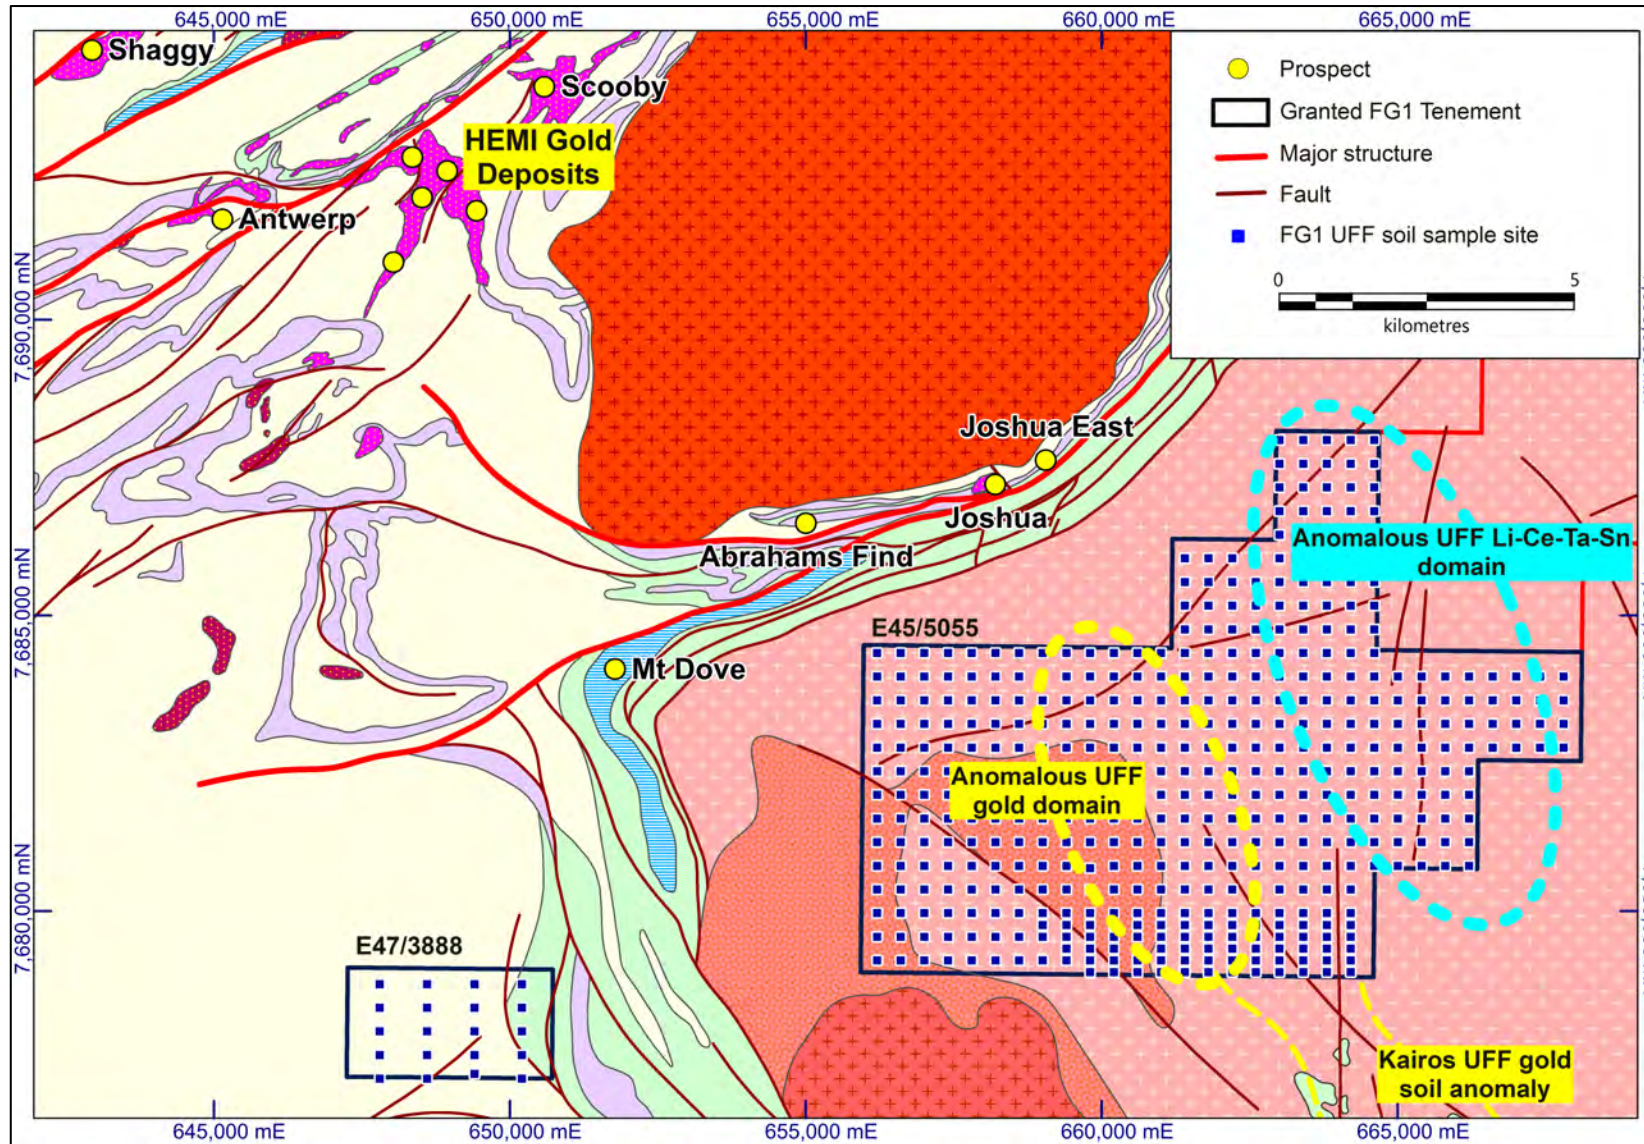 645,000 mE
650,000 mE
655,000 mE
660,000 mE
665,000 mE
Shaggy
Scooby
HEMI Gold
Deposits
Antwerp
Prospect
Granted FG1 Tenement
Major structure
Fault
FG1 UFF soil sample site
0
5
kilometres
7,690,000 mN
Joshua East
Joshua
Abrahams Find
Anomalous UFF Li-Ce-Ta-Sn
domain
7,685,000 mN
E45/5055
Mt Dove
Anomalous UFF
gold domain
7,680,000 mN
E47/3888
Kairos UFF gold
soil anomaly
645,000 mE
650,000 mE
655,000 mE
660,000 mE
665,000 mE